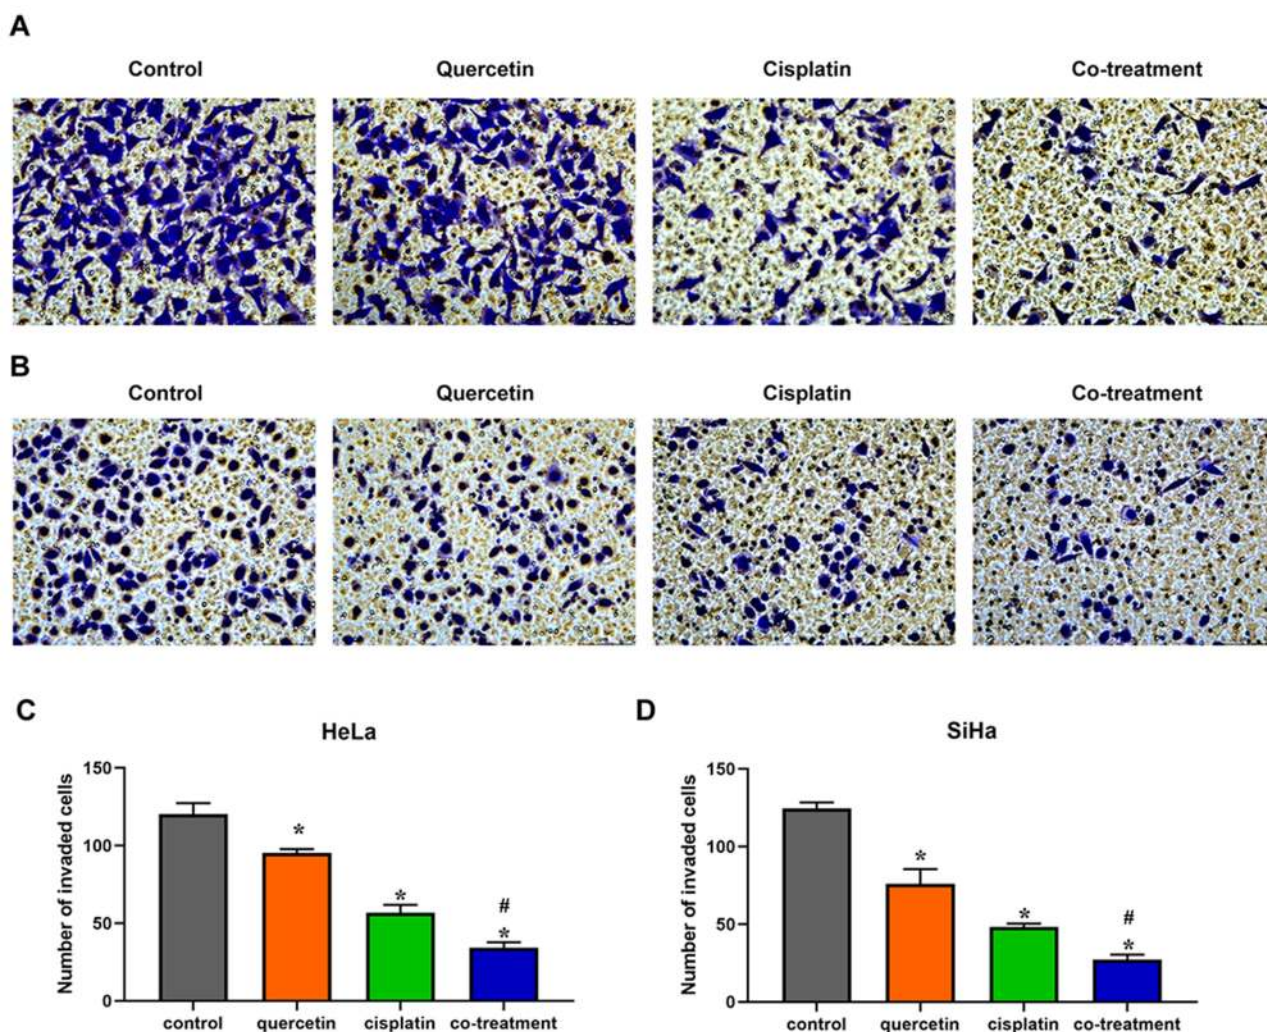 A
Control Quercetin Cisplatin Co-treatment
B
Control Quercetin Cisplatin Co-treatment
C
HeLa
Number of invaded cells
150
100
50
0
*
*
#
*
control quercetin cisplatin co-treatment
D
SiHa
Number of invaded cells
150
100
50
0
*
*
#
*
control quercetin cisplatin co-treatment